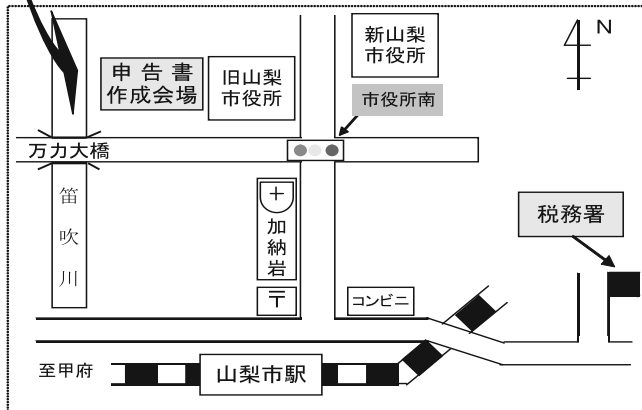 新山梨
市役所
N
申告書
作成会場
旧山梨
市役所
市役所南
万力大橋
笛吹川
加納岩
〒
コンビニ
税務署
至甲府
山梨市駅